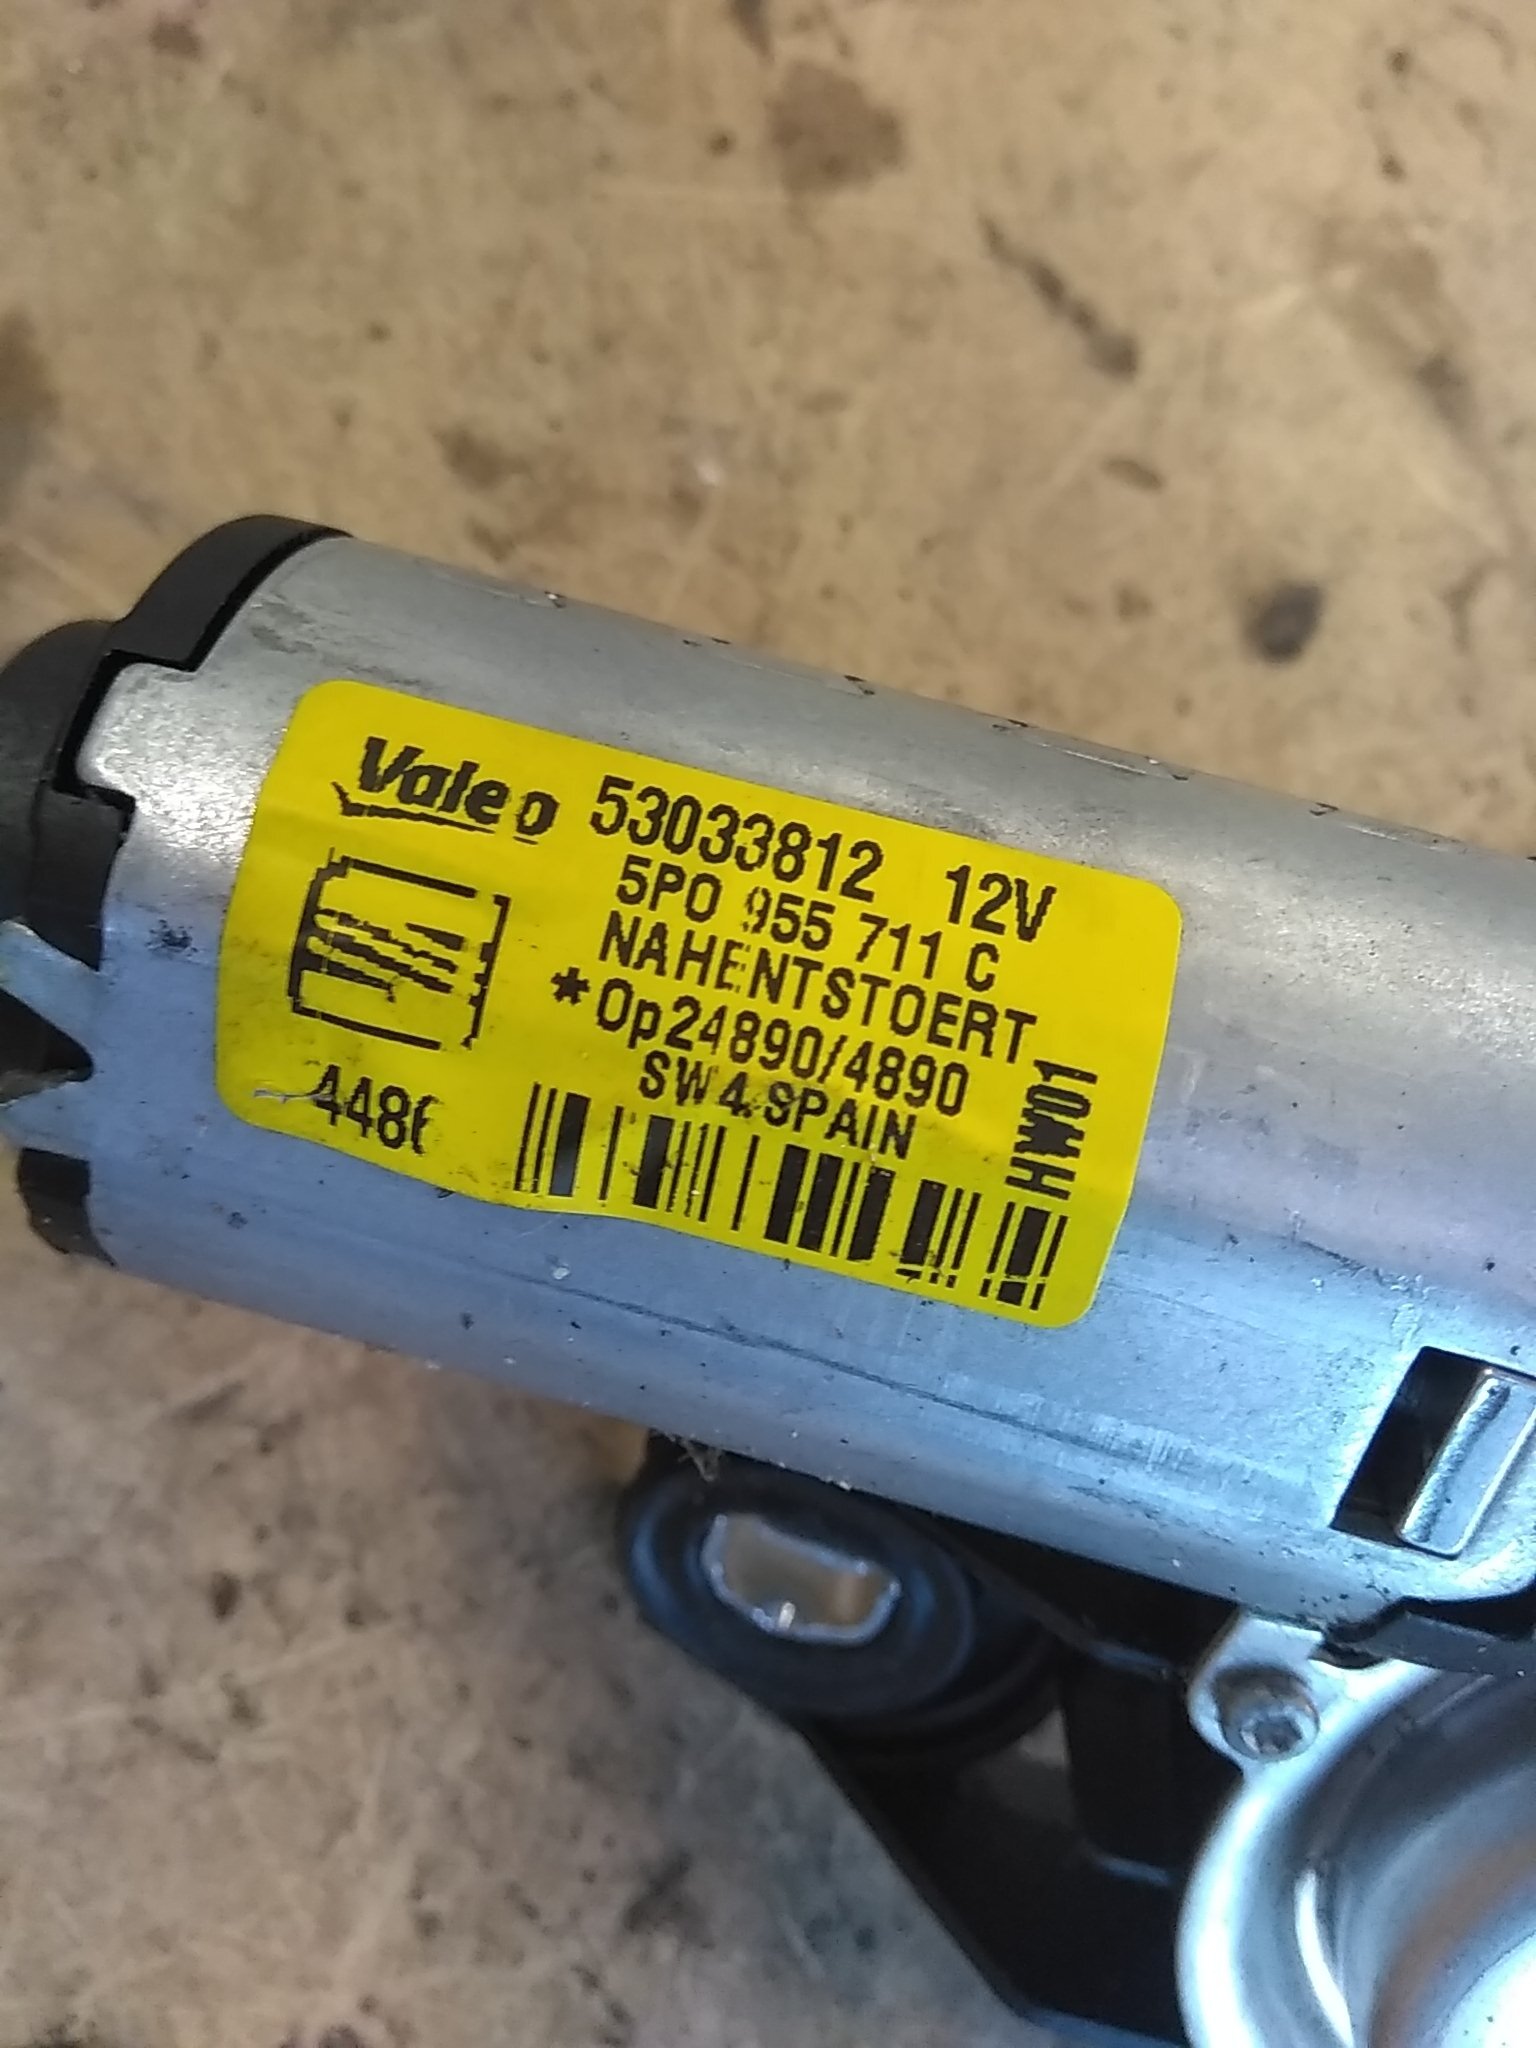 Valeo 53033812 12V
5P0 955 711 C
NAHENTSTOERT
*0p24890/4890
SW4.SPAIN
HW01